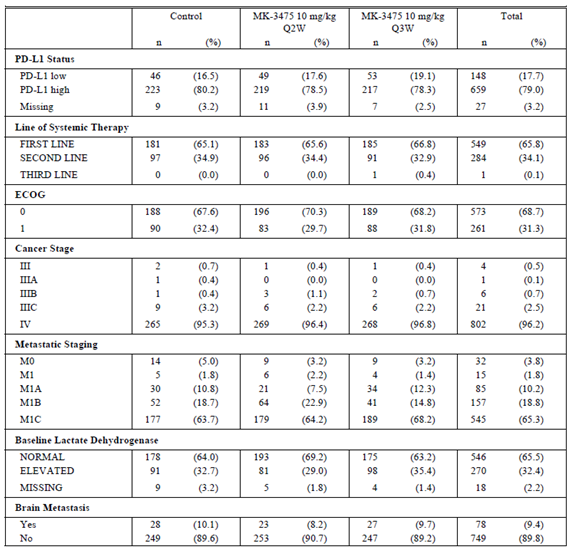 Control MK-3475 10 mg/kg Q2W MK-3475 10 mg/kg Q3W Total
n (%) n (%) n (%) n (%)
PD-L1 Status
PD-L1 low 46 (16.5) 49 (17.6) 53 (19.1) 148 (17.7)
PD-L1 high 223 (80.2) 219 (78.5) 217 (78.3) 659 (79.0)
Missing 9 (3.2) 11 (3.9) 7 (2.5) 27 (3.2)
Line of Systemic Therapy
FIRST LINE 181 (65.1) 183 (65.6) 185 (66.8) 549 (65.8)
SECOND LINE 97 (34.9) 96 (34.4) 91 (32.9) 284 (34.1)
THIRD LINE 0 (0.0) 0 (0.0) 1 (0.4) 1 (0.1)
ECOG
0 188 (67.6) 196 (70.3) 189 (68.2) 573 (68.7)
1 90 (32.4) 83 (29.7) 88 (31.8) 261 (31.3)
Cancer Stage
III 2 (0.7) 1 (0.4) 1 (0.4) 4 (0.5)
IIIA 1 (0.4) 0 (0.0) 0 (0.0) 1 (0.1)
IIIB 1 (0.4) 3 (1.1) 2 (0.7) 6 (0.7)
IIIC 9 (3.2) 6 (2.2) 6 (2.2) 21 (2.5)
IV 265 (95.3) 269 (96.4) 268 (96.8) 802 (96.2)
Metastatic Staging
M0 14 (5.0) 9 (3.2) 9 (3.2) 32 (3.8)
M1 5 (1.8) 6 (2.2) 4 (1.4) 15 (1.8)
M1A 30 (10.8) 21 (7.5) 34 (12.3) 85 (10.2)
M1B 52 (18.7) 64 (22.9) 41 (14.8) 157 (18.8)
M1C 177 (63.7) 179 (64.2) 189 (68.2) 545 (65.3)
Baseline Lactate Dehydrogenase
NORMAL 178 (64.0) 193 (69.2) 175 (63.2) 546 (65.5)
ELEVATED 91 (32.7) 81 (29.0) 98 (35.4) 270 (32.4)
MISSING 9 (3.2) 5 (1.8) 4 (1.4) 18 (2.2)
Brain Metastasis
Yes 28 (10.1) 23 (8.2) 27 (9.7) 78 (9.4)
No 249 (89.6) 253 (90.7) 247 (89.2) 749 (89.8)